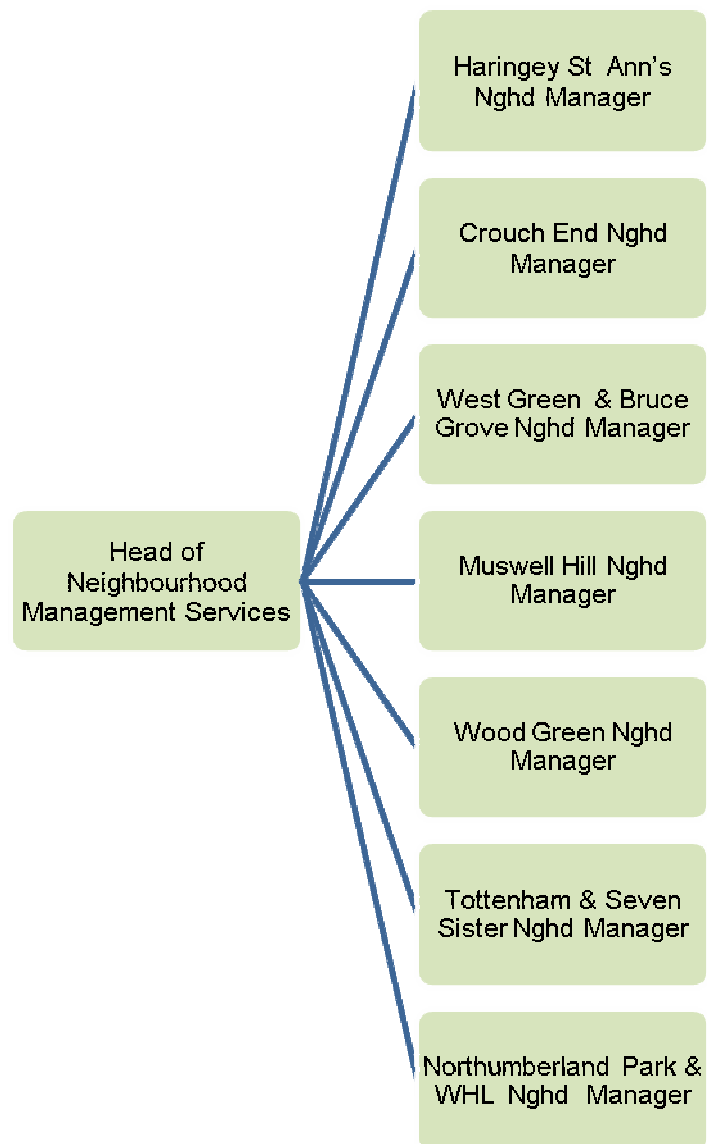 Haringey St Ann's
Nghd Manager
Crouch End Nghd
Manager
West Green & Bruce
Grove Nghd Manager
Head of
Neighbourhood
Management Services
Muswell Hill Nghd
Manager
Wood Green Nghd
Manager
Tottenham & Seven
Sister Nghd Manager
Northumberland Park &
WHL Nghd Manager